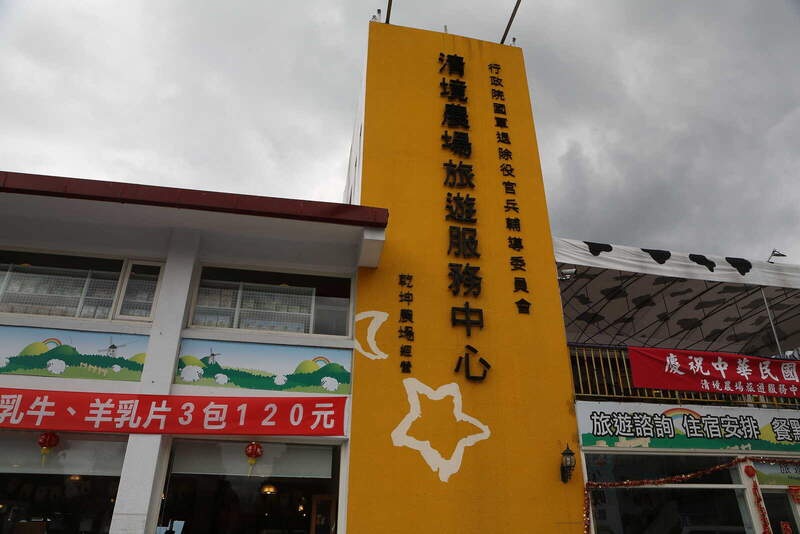 行政院國軍退除役官兵輔導委員會
清境農場旅遊服務中心
乾坤農場經營
乳牛、羊乳片3包120元
慶祝中華民國
清境農場旅遊服務中
旅遊諮詢 住宿安排 餐點